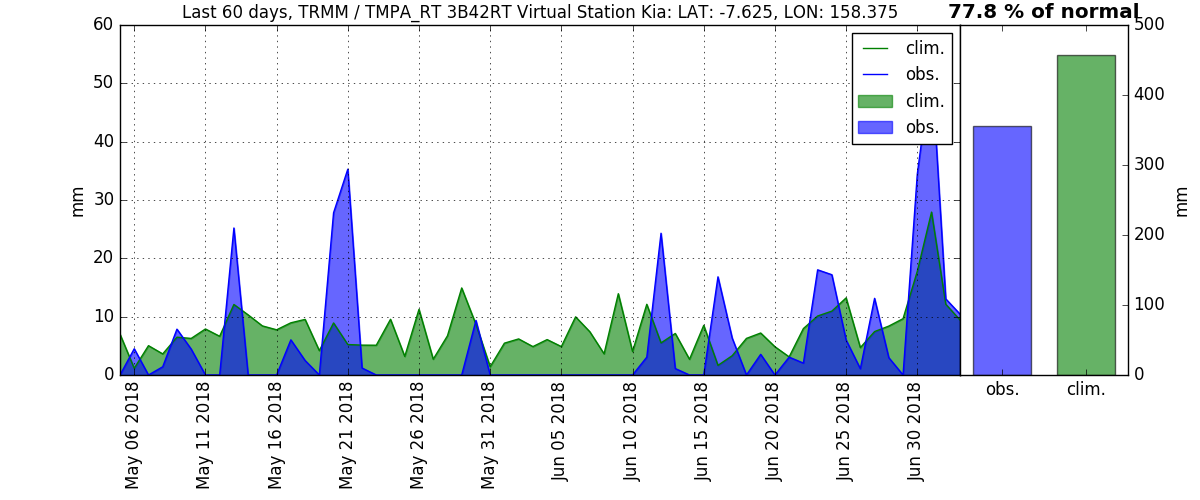 Last 60 days, TRMM / TMPA_RT 3B42RT Virtual Station Kia: LAT: -7.625, LON: 158.375
77.8 % of normal
60
50
40
30
20
10
0
mm
clim.
obs.
clim.
obs.
May 06 2018
May 11 2018
May 16 2018
May 21 2018
May 26 2018
May 31 2018
Jun 05 2018
Jun 10 2018
Jun 15 2018
Jun 20 2018
Jun 25 2018
Jun 30 2018
500
400
300
200
100
0
mm
obs.
clim.